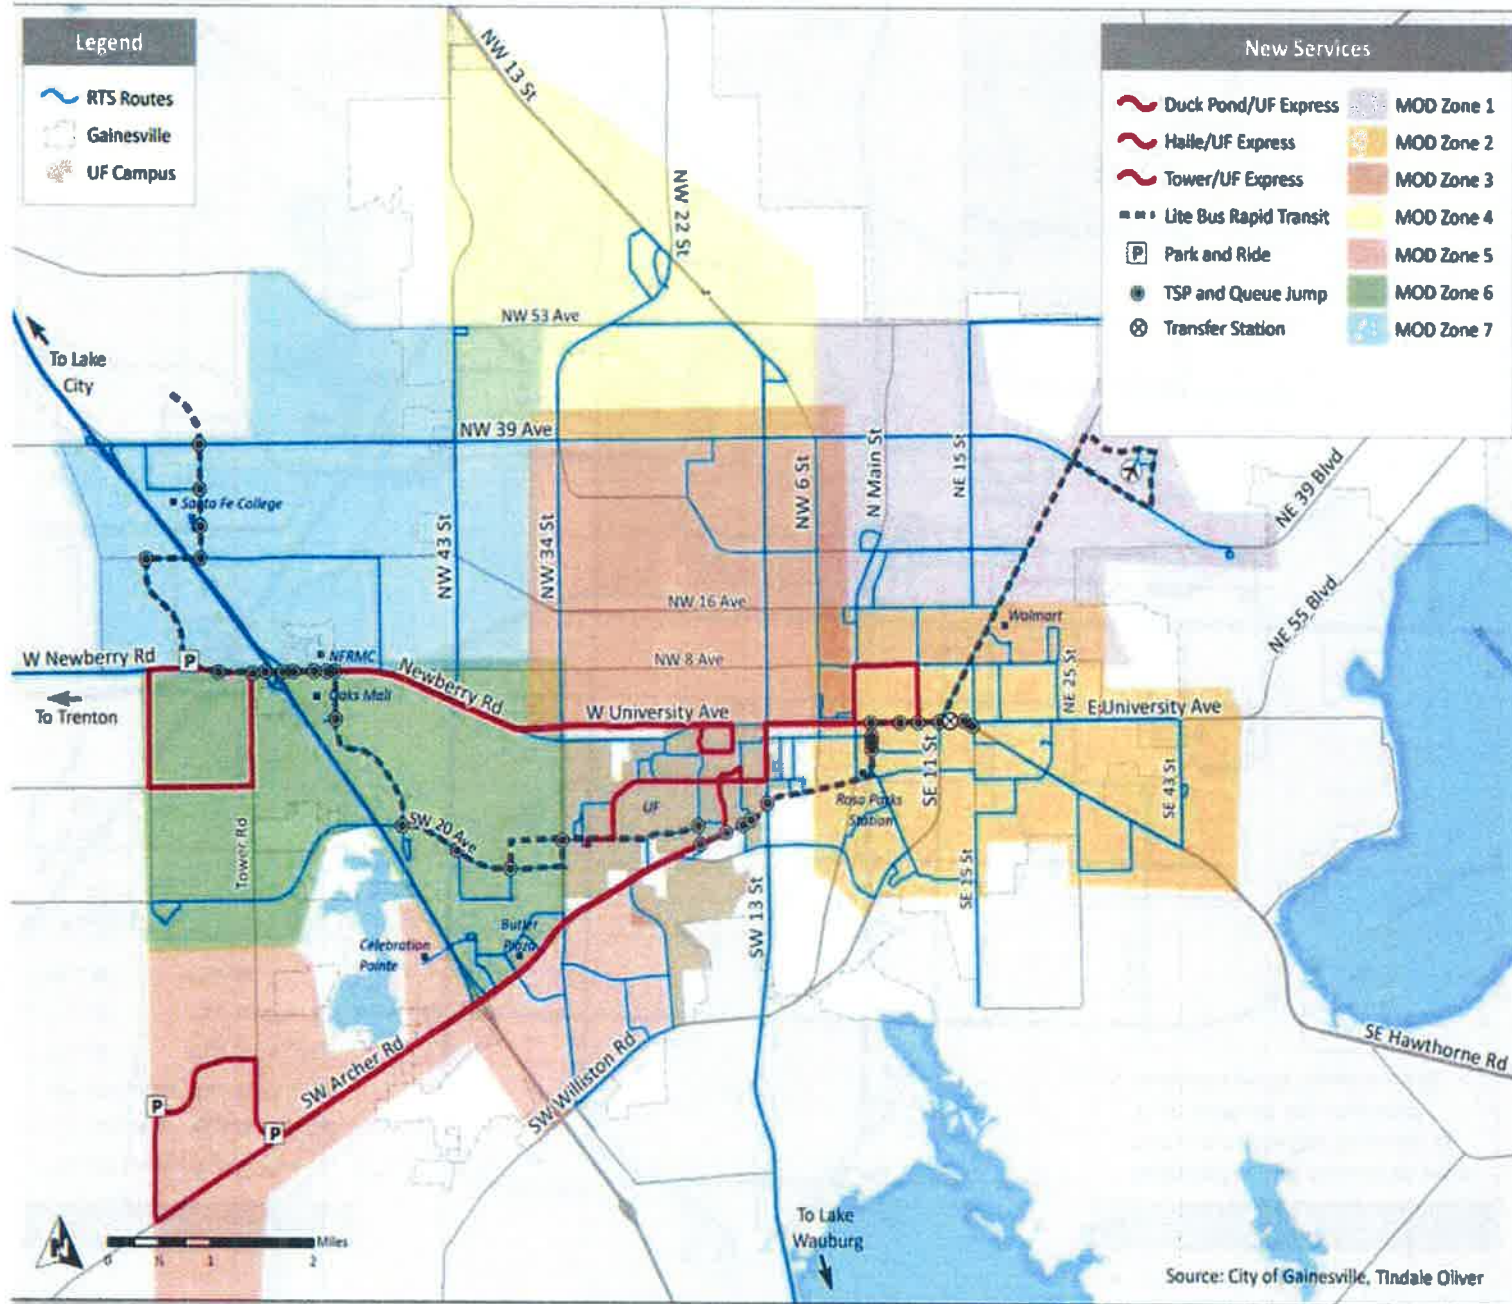 Legend
RTS Routes
Gainesville
UF Campus
New Services
Duck Pond/UF Express
Haile/UF Express
Tower/UF Express
Lite Bus Rapid Transit
P
Park and Ride
TSP and Queue Jump
Transfer Station
MOD Zone 1
MOD Zone 2
MOD Zone 3
MOD Zone 4
MOD Zone 5
MOD Zone 6
MOD Zone 7
NW 13 St
NW 22 St
NW 53 Ave
To Lake
City
NW 39 Ave
Santa Fe College
NW 43 St
NW 34 St
NW 6 St
N Main St
NE 15 St
NE 39 Blvd
NW 16 Ave
Walmart
NE 55 Blvd
W Newberry Rd
P
NFRMC
Newberry Rd
NW 8 Ave
NE 25 St
Oaks Mall
To Trenton
W University Ave
E University Ave
SE 11 St
SE 43 St
UF
Rosa Parks
Station
SW 20 Ave
Tower Rd
SE 15 St
SW 13 St
Butler
Plaza
Celebration
Pointe
SE Hawthorne Rd
SW Archer Rd
SW Williston Rd
P
P
To Lake
Wauburg
N
Miles
0 ½ 1 2
Source: City of Gainesville, Tindale Oliver